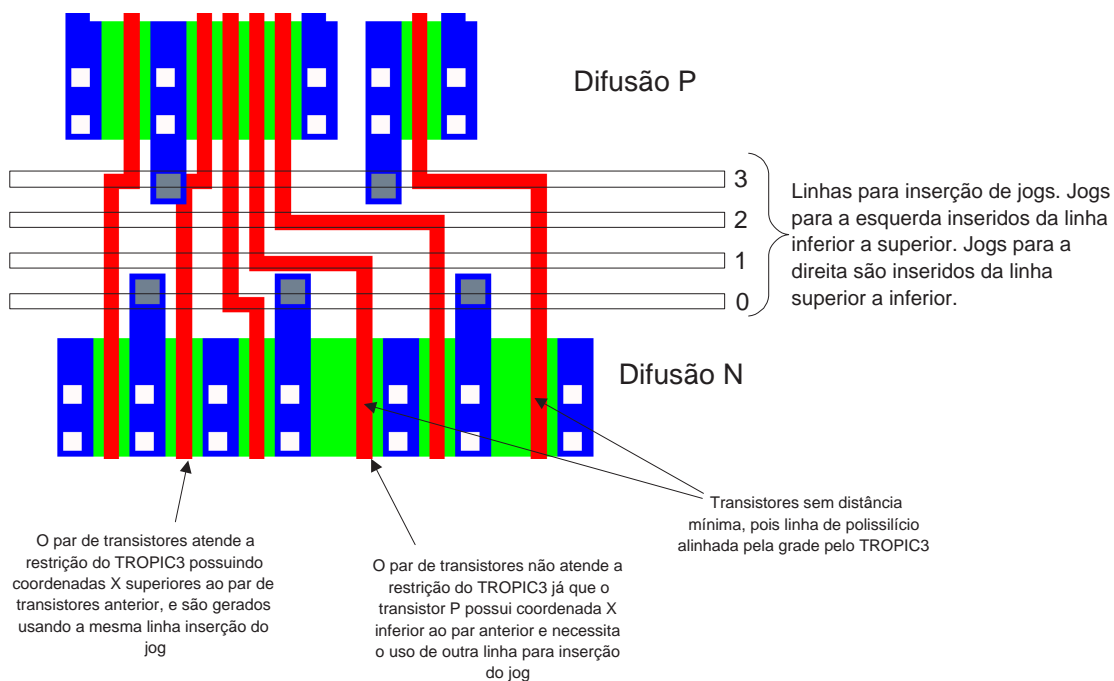 Difusão P
3
2
1
0
Linhas para inserção de jogs. Jogs
para a esquerda inseridos da linha
inferior a superior. Jogs para a
direita são inseridos da linha
superior a inferior.
Difusão N
O par de transistores atende a
restrição do TROPIC3 possuindo
coordenadas X superiores ao par de
transistores anterior, e são gerados
usando a mesma linha inserção do
jog
O par de transistores não atende a
restrição do TROPIC3 já que o
transistor P possui coordenada X
inferior ao par anterior e necessita
o uso de outra linha para inserção
do jog
Transistores sem distância
mínima, pois linha de polissilício
alinhada pela grade pelo TROPIC3